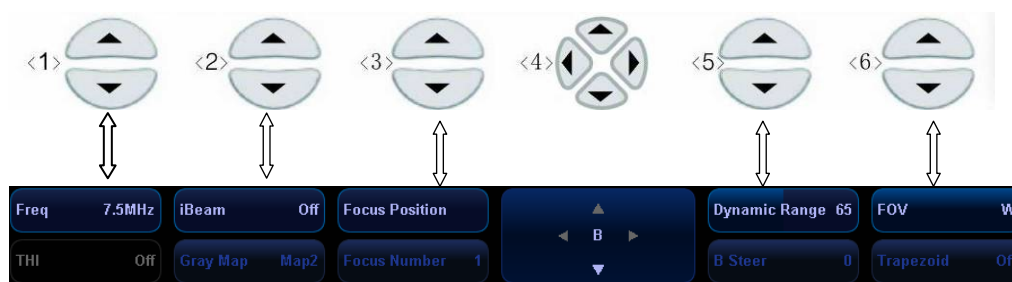 <1> <2> <3> <4> <5> <6>
Freq 7.5MHz iBeam Off Focus Position B Dynamic Range 65 FOV W
THI Off Gray Map Map2 Focus Number 1 B Steer 0 Trapezoid Of